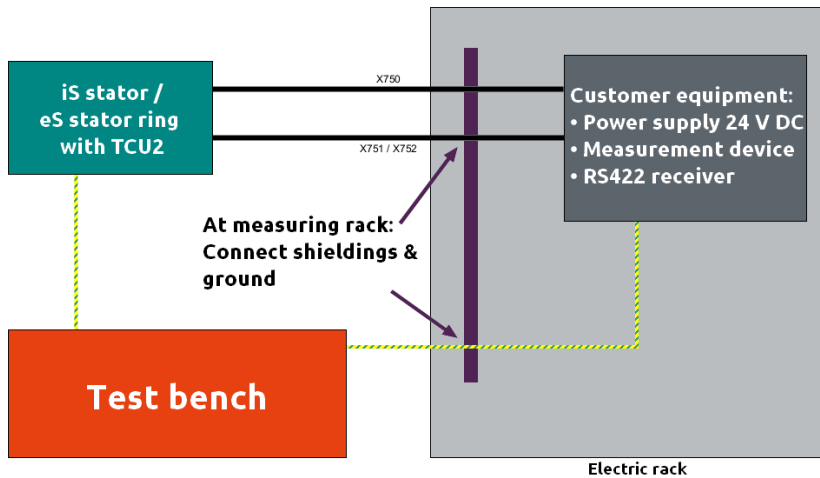 X750
iS stator /
eS stator ring
with TCU2
X751 / X752
Customer equipment:
• Power supply 24 V DC
• Measurement device
• RS422 receiver
At measuring rack:
Connect shieldings &
ground
Test bench
Electric rack